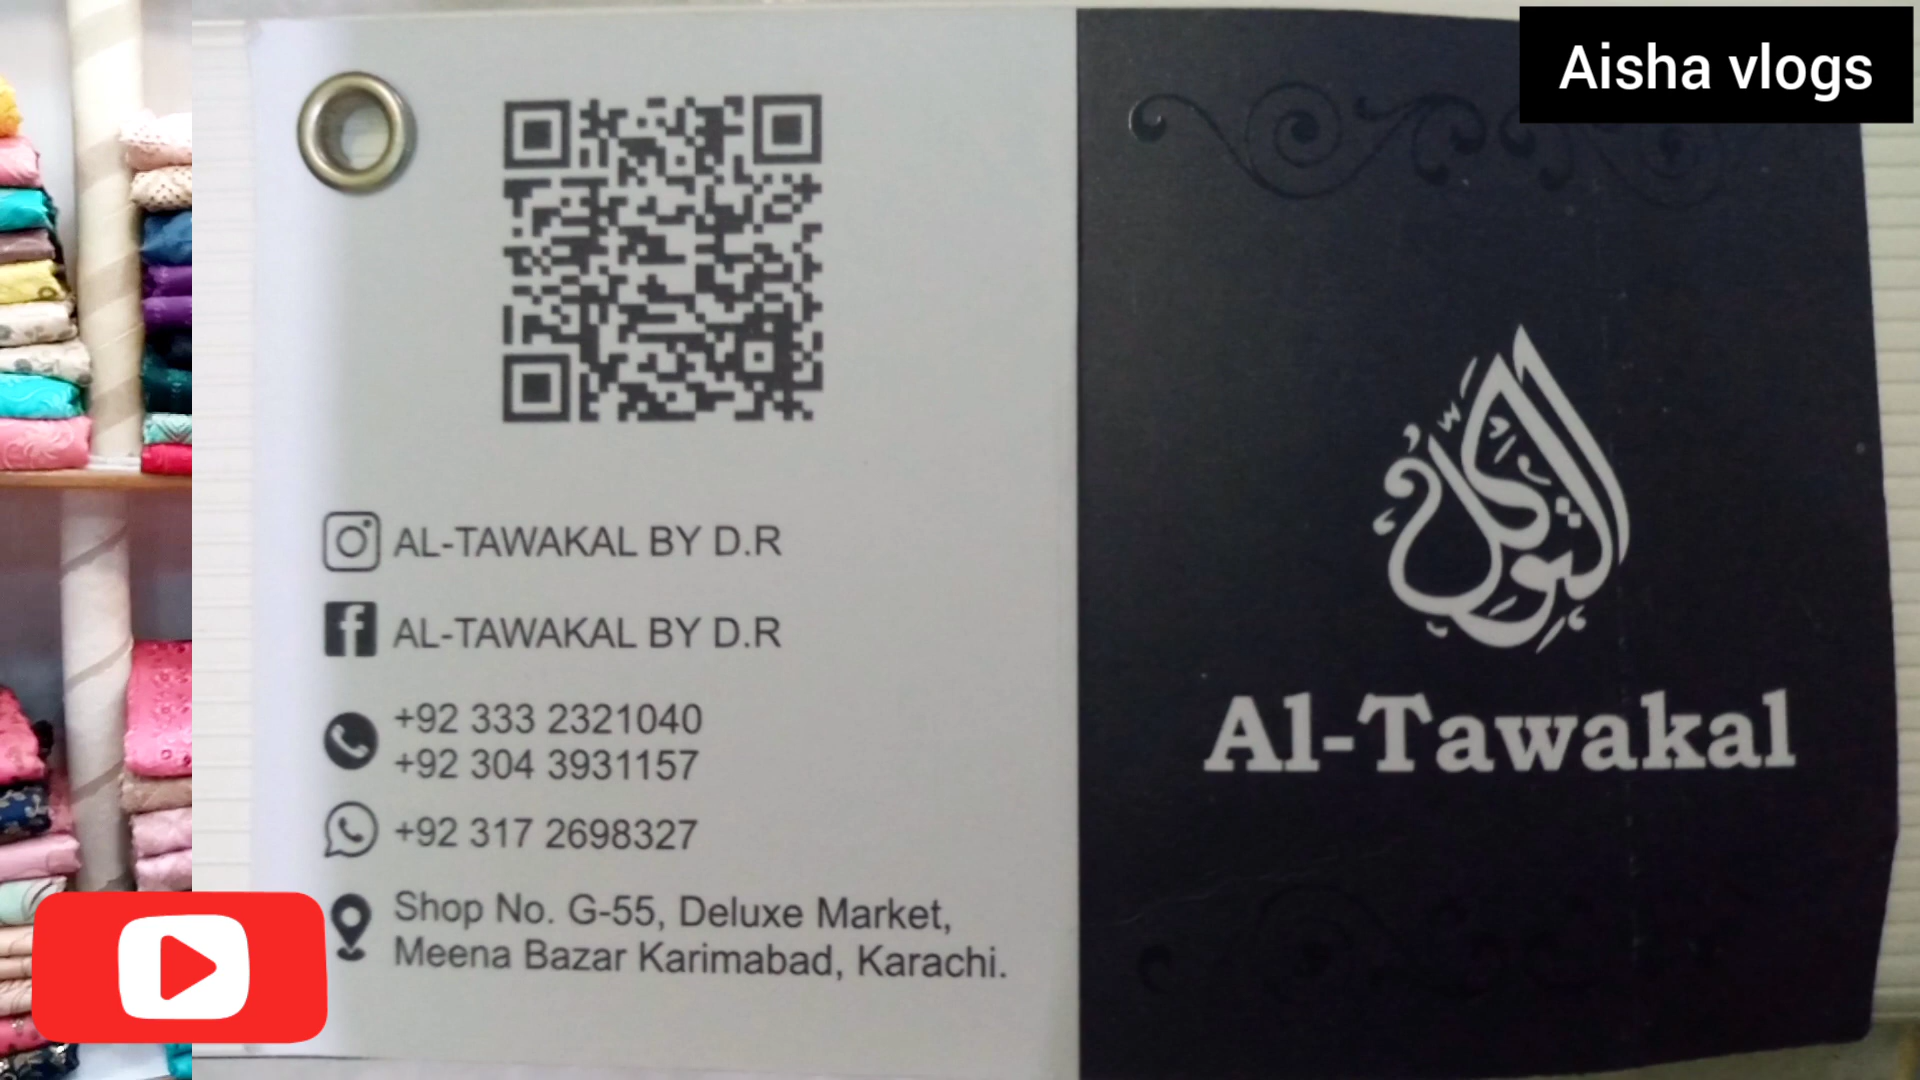 Aisha vlogs
AL-TAWAKAL BY D.R
AL-TAWAKAL BY D.R
+92 333 2321040
+92 304 3931157
+92 317 2698327
Shop No. G-55, Deluxe Market,
Meena Bazar Karimabad, Karachi.
التوكل
Al-Tawakal